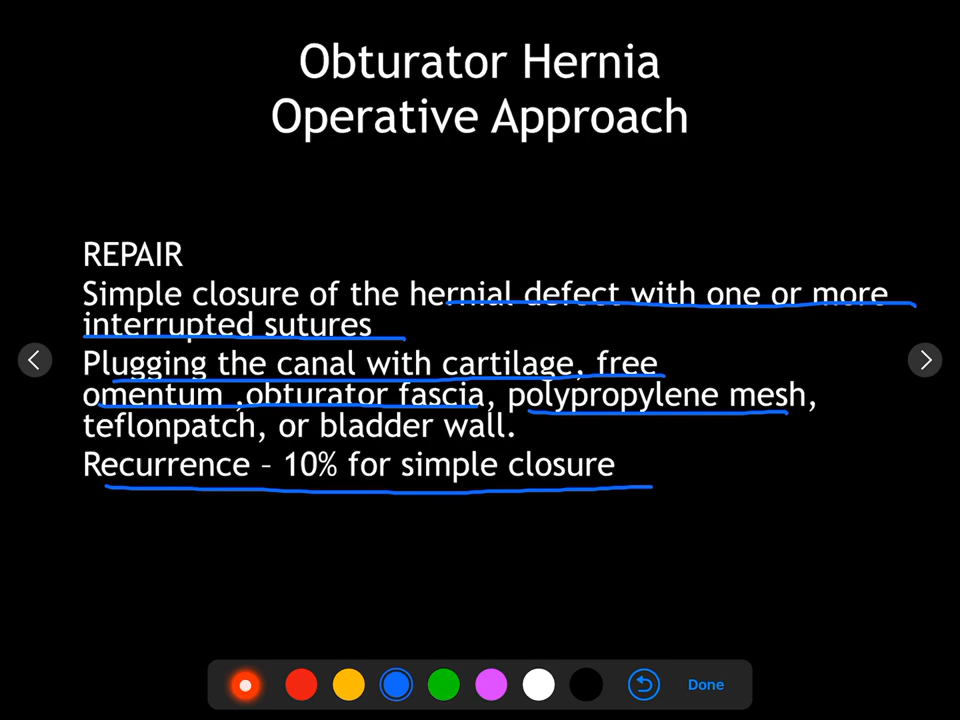 Obturator Hernia
Operative Approach
REPAIR
Simple closure of the hernial defect with one or more
interrupted sutures
Plugging the canal with cartilage, free
omentum ,obturator fascia, polypropylene mesh,
teflonpatch, or bladder wall.
Recurrence – 10% for simple closure
Done